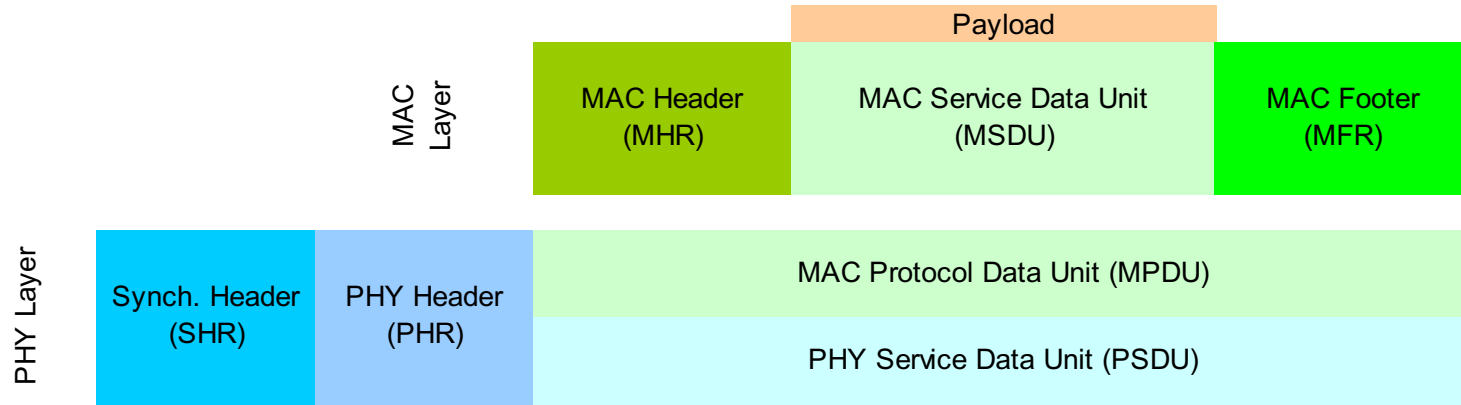 Payload
MAC
Layer
MAC Header
(MHR)
MAC Service Data Unit
(MSDU)
MAC Footer
(MFR)
PHY Layer
Synch. Header
(SHR)
PHY Header
(PHR)
MAC Protocol Data Unit (MPDU)
PHY Service Data Unit (PSDU)